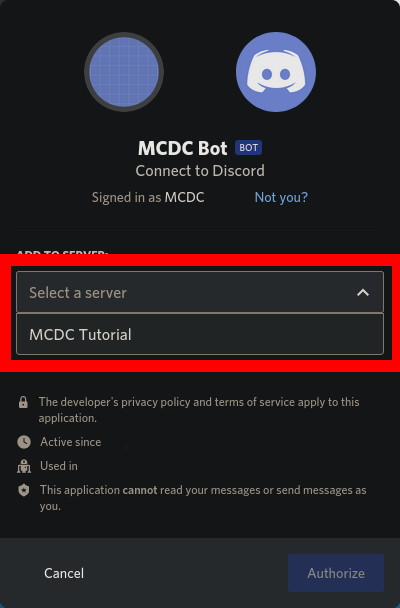 MCDC Bot BOT
Connect to Discord
Signed in as MCDC Not you?
ADD TO SERVER:
Select a server
MCDC Tutorial
The developer's privacy policy and terms of service apply to this
application.
Active since
Used in
This application cannot read your messages or send messages as
you.
Cancel Authorize